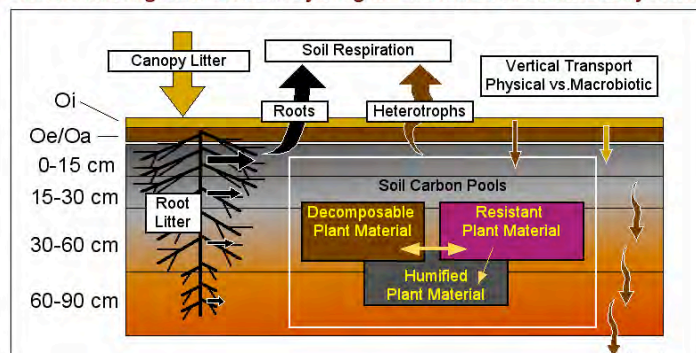 Canopy Litter
Soil Respiration
Vertical Transport
Physical vs.Macrobiotic
Oi
Roots
Heterotrophs
Oe/Oa
0-15 cm
Soil Carbon Pools
15-30 cm
Root
Litter
Decomposable
Plant Material
Resistant
Plant Material
30-60 cm
Humified
Plant Material
60-90 cm